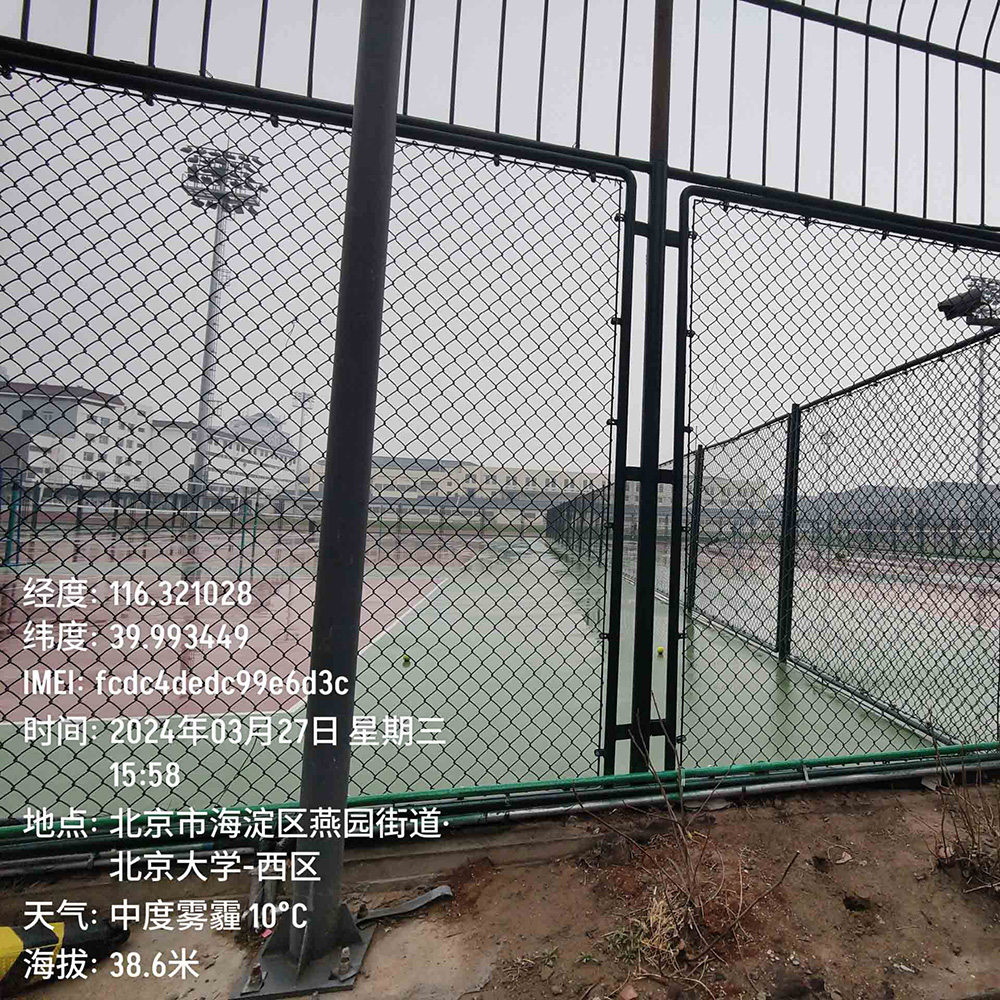 经度: 116.321028
纬度: 39.993449
IMEI: fcdc4dedc99e6d3c
时间: 2024年03月27日 星期三
15:58
地点: 北京市海淀区燕园街道·
北京大学-西区
天气: 中度雾霾 10°C
海拔: 38.6米